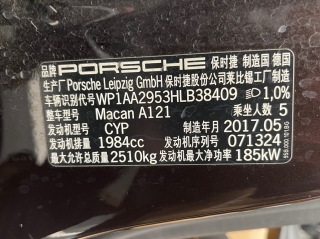 品牌 PORSCHE 保时捷 制造国 德国
生产厂 Porsche Leipzig GmbH 保时捷股份公司莱比锡工厂制造
车辆识别代号 WP1AA2953HLB38409 1,0%
整车型号 Macan A121 乘坐人数 5
发动机型号 CYP 制造年月 2017.05
发动机排量 1984cc 发动机序号 071324
最大允许总质量 2510kg 发动机最大净功率 185kW